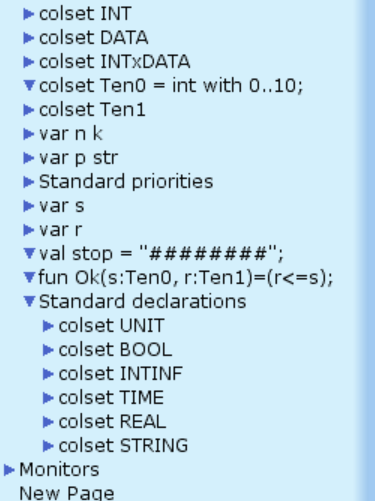 colset INT
colset DATA
colset INTxDATA
colset Ten0 = int with 0..10;
colset Ten1
var n k
var p str
Standard priorities
var s
var r
val stop = "########";
fun Ok(s:Ten0, r:Ten1)=(r<=s);
Standard declarations
colset UNIT
colset BOOL
colset INTINF
colset TIME
colset REAL
colset STRING
Monitors
New Page